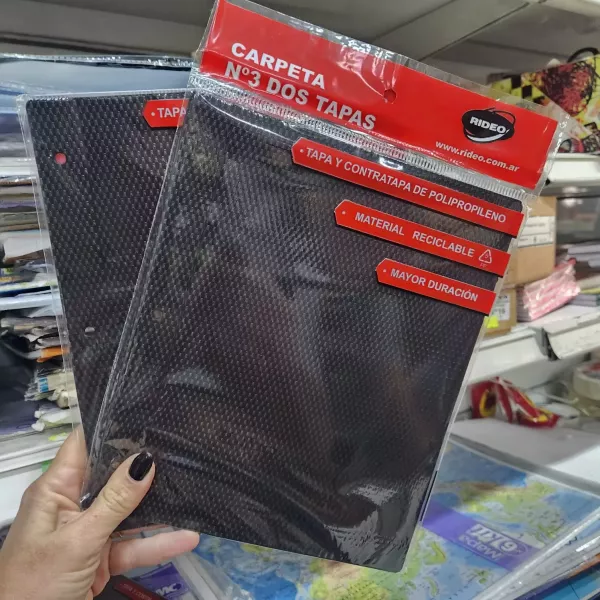 CARPETA
Nº3 DOS TAPAS
RIDEO
www.rideo.com.ar
TAPA
TAPA Y CONTRATAPA DE POLIPROPILENO
MATERIAL RECICLABLE
MAYOR DURACIÓN